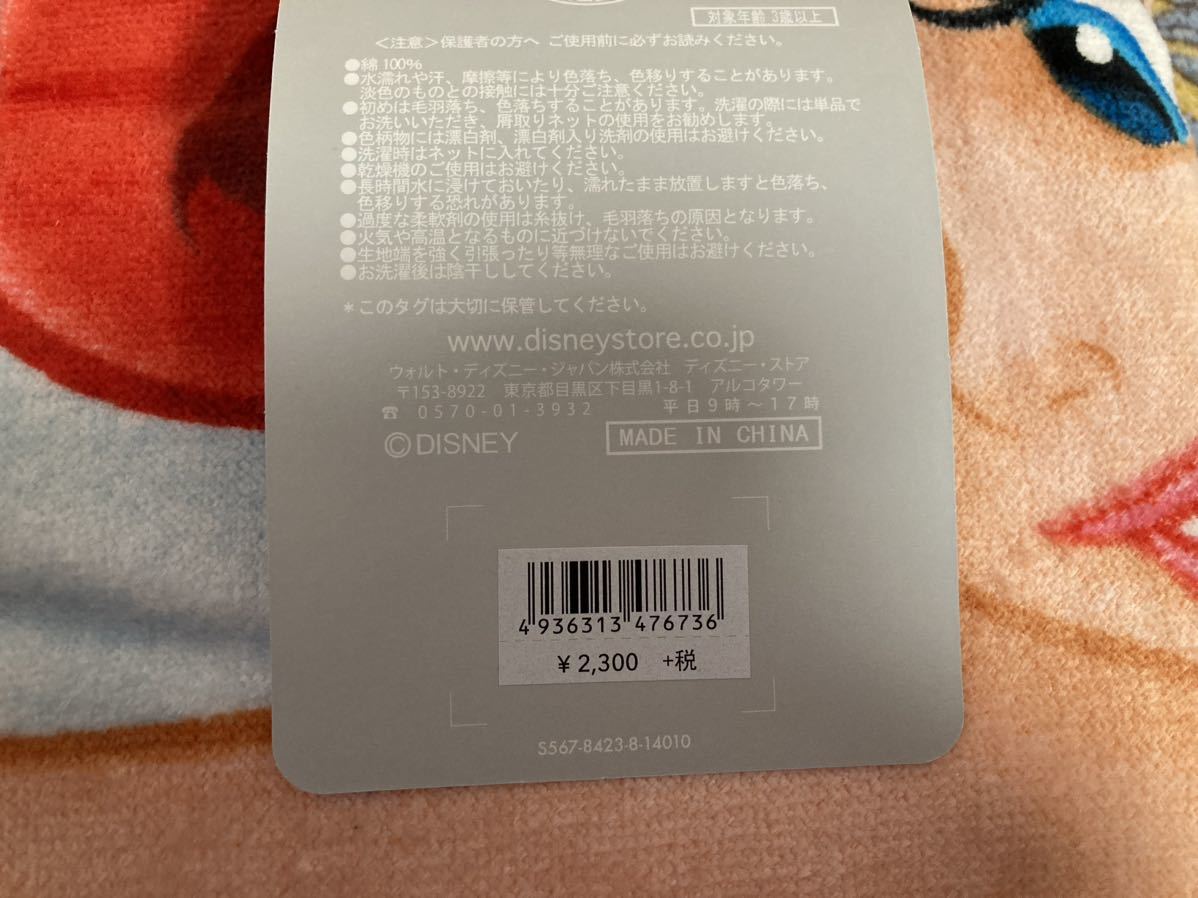 対象年齢 3歳以上
＜注意＞保護者の方へ ご使用前に必ずお読みください。
●綿100%
●水濡れや汗、摩擦等により色落ち、色移りすることがあります。
淡色のものとの接触には十分ご注意ください。
●初めは毛羽落ち、色落ちすることがあります。洗濯の際には単品で
お洗いいただき、屑取りネットの使用をお勧めします。
●色柄物には漂白剤、漂白剤入り洗剤の使用はお避けください。
●洗濯時はネットに入れてください。
●乾燥機のご使用はお避けください。
●長時間水に浸けておいたり、濡れたまま放置しますと色落ち、
色移りする恐れがあります。
●過度な柔軟剤の使用は糸抜け、毛羽落ちの原因となります。
●火気や高温となるものに近づけないでください。
●生地端を強く引張ったり等無理なご使用はお避けください。
●お洗濯後は陰干ししてください。
＊このタグは大切に保管してください。
www.disneystore.co.jp
ウォルト・ディズニー・ジャパン株式会社 ディズニー・ストア
〒153-8922 東京都目黒区下目黒1-8-1 アルコタワー
☎ 0570-01-3932 平日9時〜17時
©DISNEY MADE IN CHINA
4 936313 476736
¥2,300 +税
S567-8423-8-14010